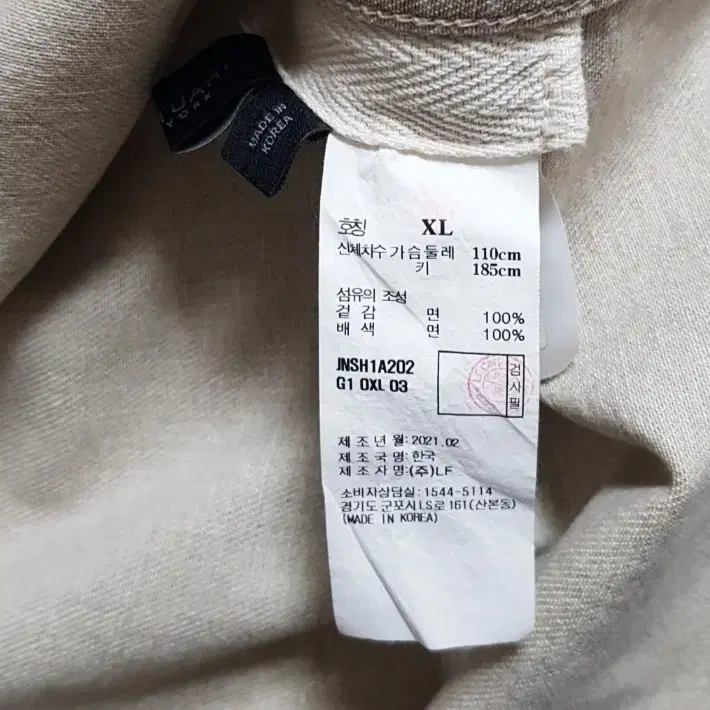 MADE IN
KOREA
호칭 XL
신체치수 가슴둘레 110cm
키 185cm
섬유의 조성
겉감 면 100%
배색 면 100%
JNSH1A202
G1 0XL 03
검사필
제조년월:2021.02
제조국명:한국
제조자명:(주)LF
소비자상담실:1544-5114
경기도 군포시LS로 161(산본동)
(MADE IN KOREA)